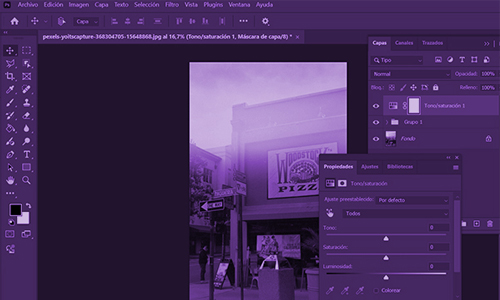 Ps Archivo Edición Imagen Capa Texto Selección Filtro Vista Plugins Ventana Ayuda
Capa
pexels-yoitscapture-368304705-15648868.jpg al 16,7% (Tono/saturación 1, Máscara de capa/8) *
Capas Canales Trazados
Tipo
Normal Opacidad: 100%
Bloq.: Relleno: 100%
Tono/saturación 1
Grupo 1
Fondo
PIZZ
ONE WAY
Propiedades Ajustes Bibliotecas
Tono/saturación
Ajuste preestablecido: Por defecto
Todos
Tono: 0
Saturación: 0
Luminosidad: 0
Colorear